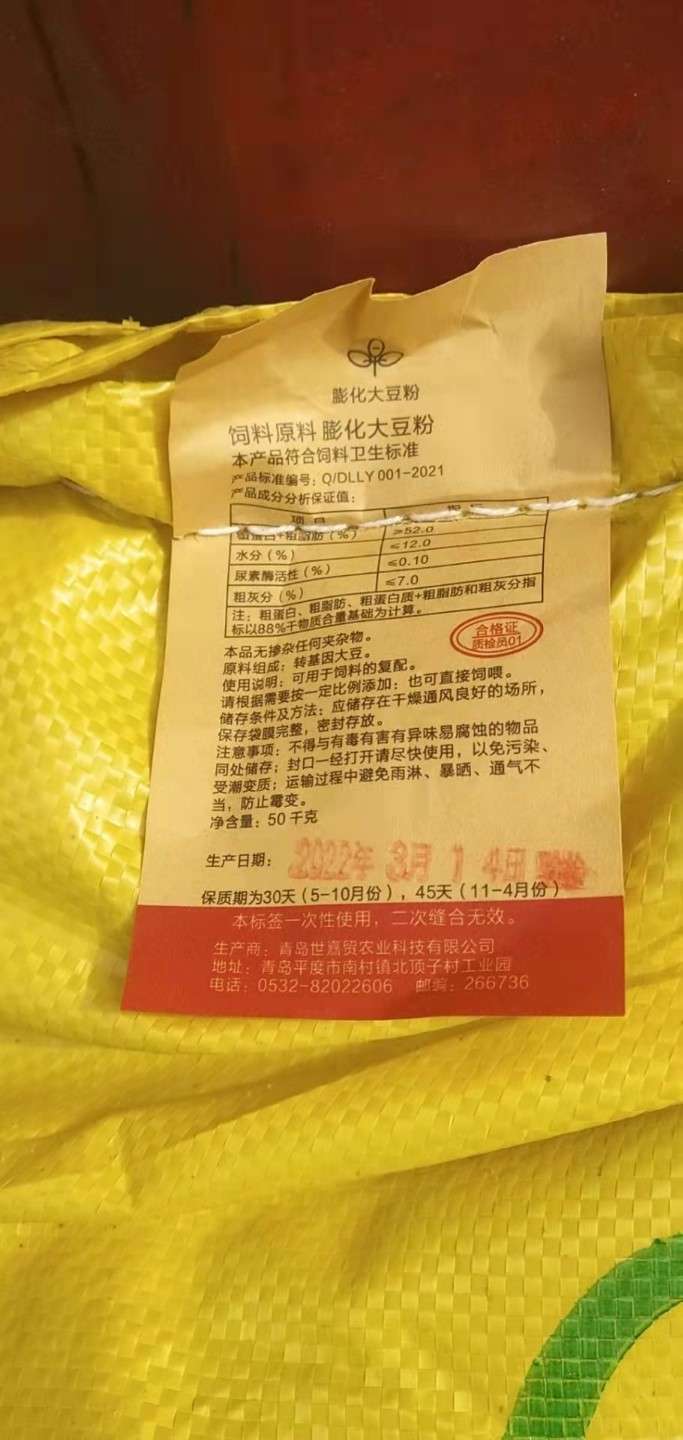 膨化大豆粉
饲料原料 膨化大豆粉
本产品符合饲料卫生标准
产品标准编号：Q/DLLY 001-2021
产品成分分析保证值：
项目
粗蛋白+粗脂肪（%） ≥52.0
水分（%） ≤12.0
尿素酶活性（%） ≤0.10
粗灰分（%） ≤7.0
注：粗蛋白、粗脂肪、粗蛋白质+粗脂肪和粗灰分指
标以88%干物质含量基础为计算。
合格证
质检员01
本品无掺杂任何夹杂物。
原料组成：转基因大豆。
使用说明：可用于饲料的复配。
请根据需要按一定比例添加：也可直接饲喂。
储存条件及方法：应储存在干燥通风良好的场所，
保存袋膜完整，密封存放。
注意事项：不得与有毒有害有异味易腐蚀的物品
同处储存；封口一经打开请尽快使用，以免污染、
受潮变质；运输过程中避免雨淋、暴晒、通气不
当，防止霉变。
净含量：50 千克
生产日期： 2022年 3月 1 4日
保质期为30天（5-10月份），45天（11-4月份）
本标签一次性使用，二次缝合无效。
生产商：青岛世嘉贸农业科技有限公司
地址：青岛平度市南村镇北顶子村工业园
电话：0532-82022606 邮编：266736